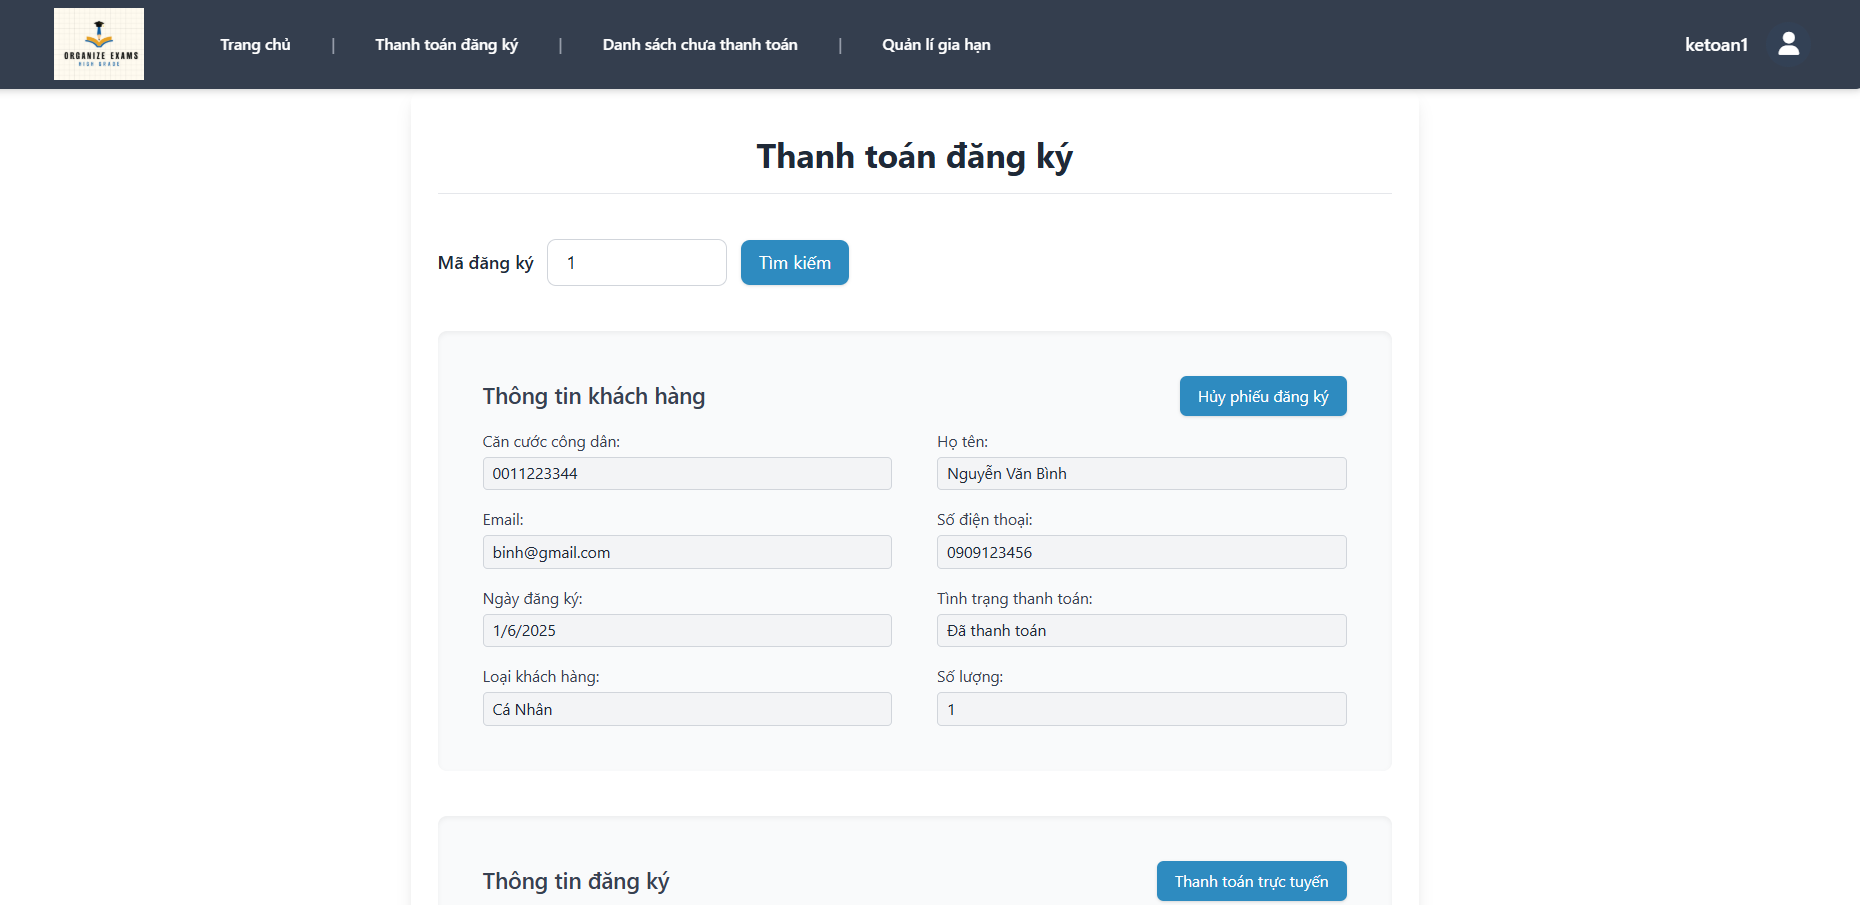 ORGANIZE EXAMS
HIGH GRADE
Trang chủ | Thanh toán đăng ký | Danh sách chưa thanh toán | Quản lí gia hạn
ketoan1
Thanh toán đăng ký
Mã đăng ký 1 Tìm kiếm
Thông tin khách hàng Hủy phiếu đăng ký
Căn cước công dân: Họ tên:
0011223344 Nguyễn Văn Bình
Email: Số điện thoại:
binh@gmail.com 0909123456
Ngày đăng ký: Tình trạng thanh toán:
1/6/2025 Đã thanh toán
Loại khách hàng: Số lượng:
Cá Nhân 1
Thông tin đăng ký Thanh toán trực tuyến